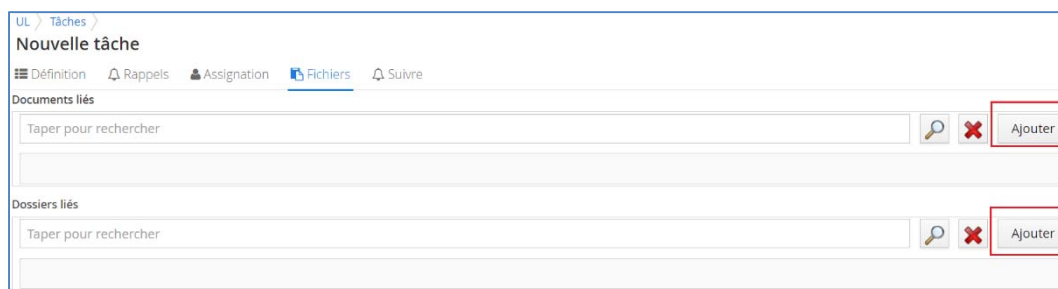 UL Tâches
Nouvelle tâche
Définition Rappels Assignation Fichiers Suivre
Documents liés
Taper pour rechercher Ajouter
Dossiers liés
Taper pour rechercher Ajouter